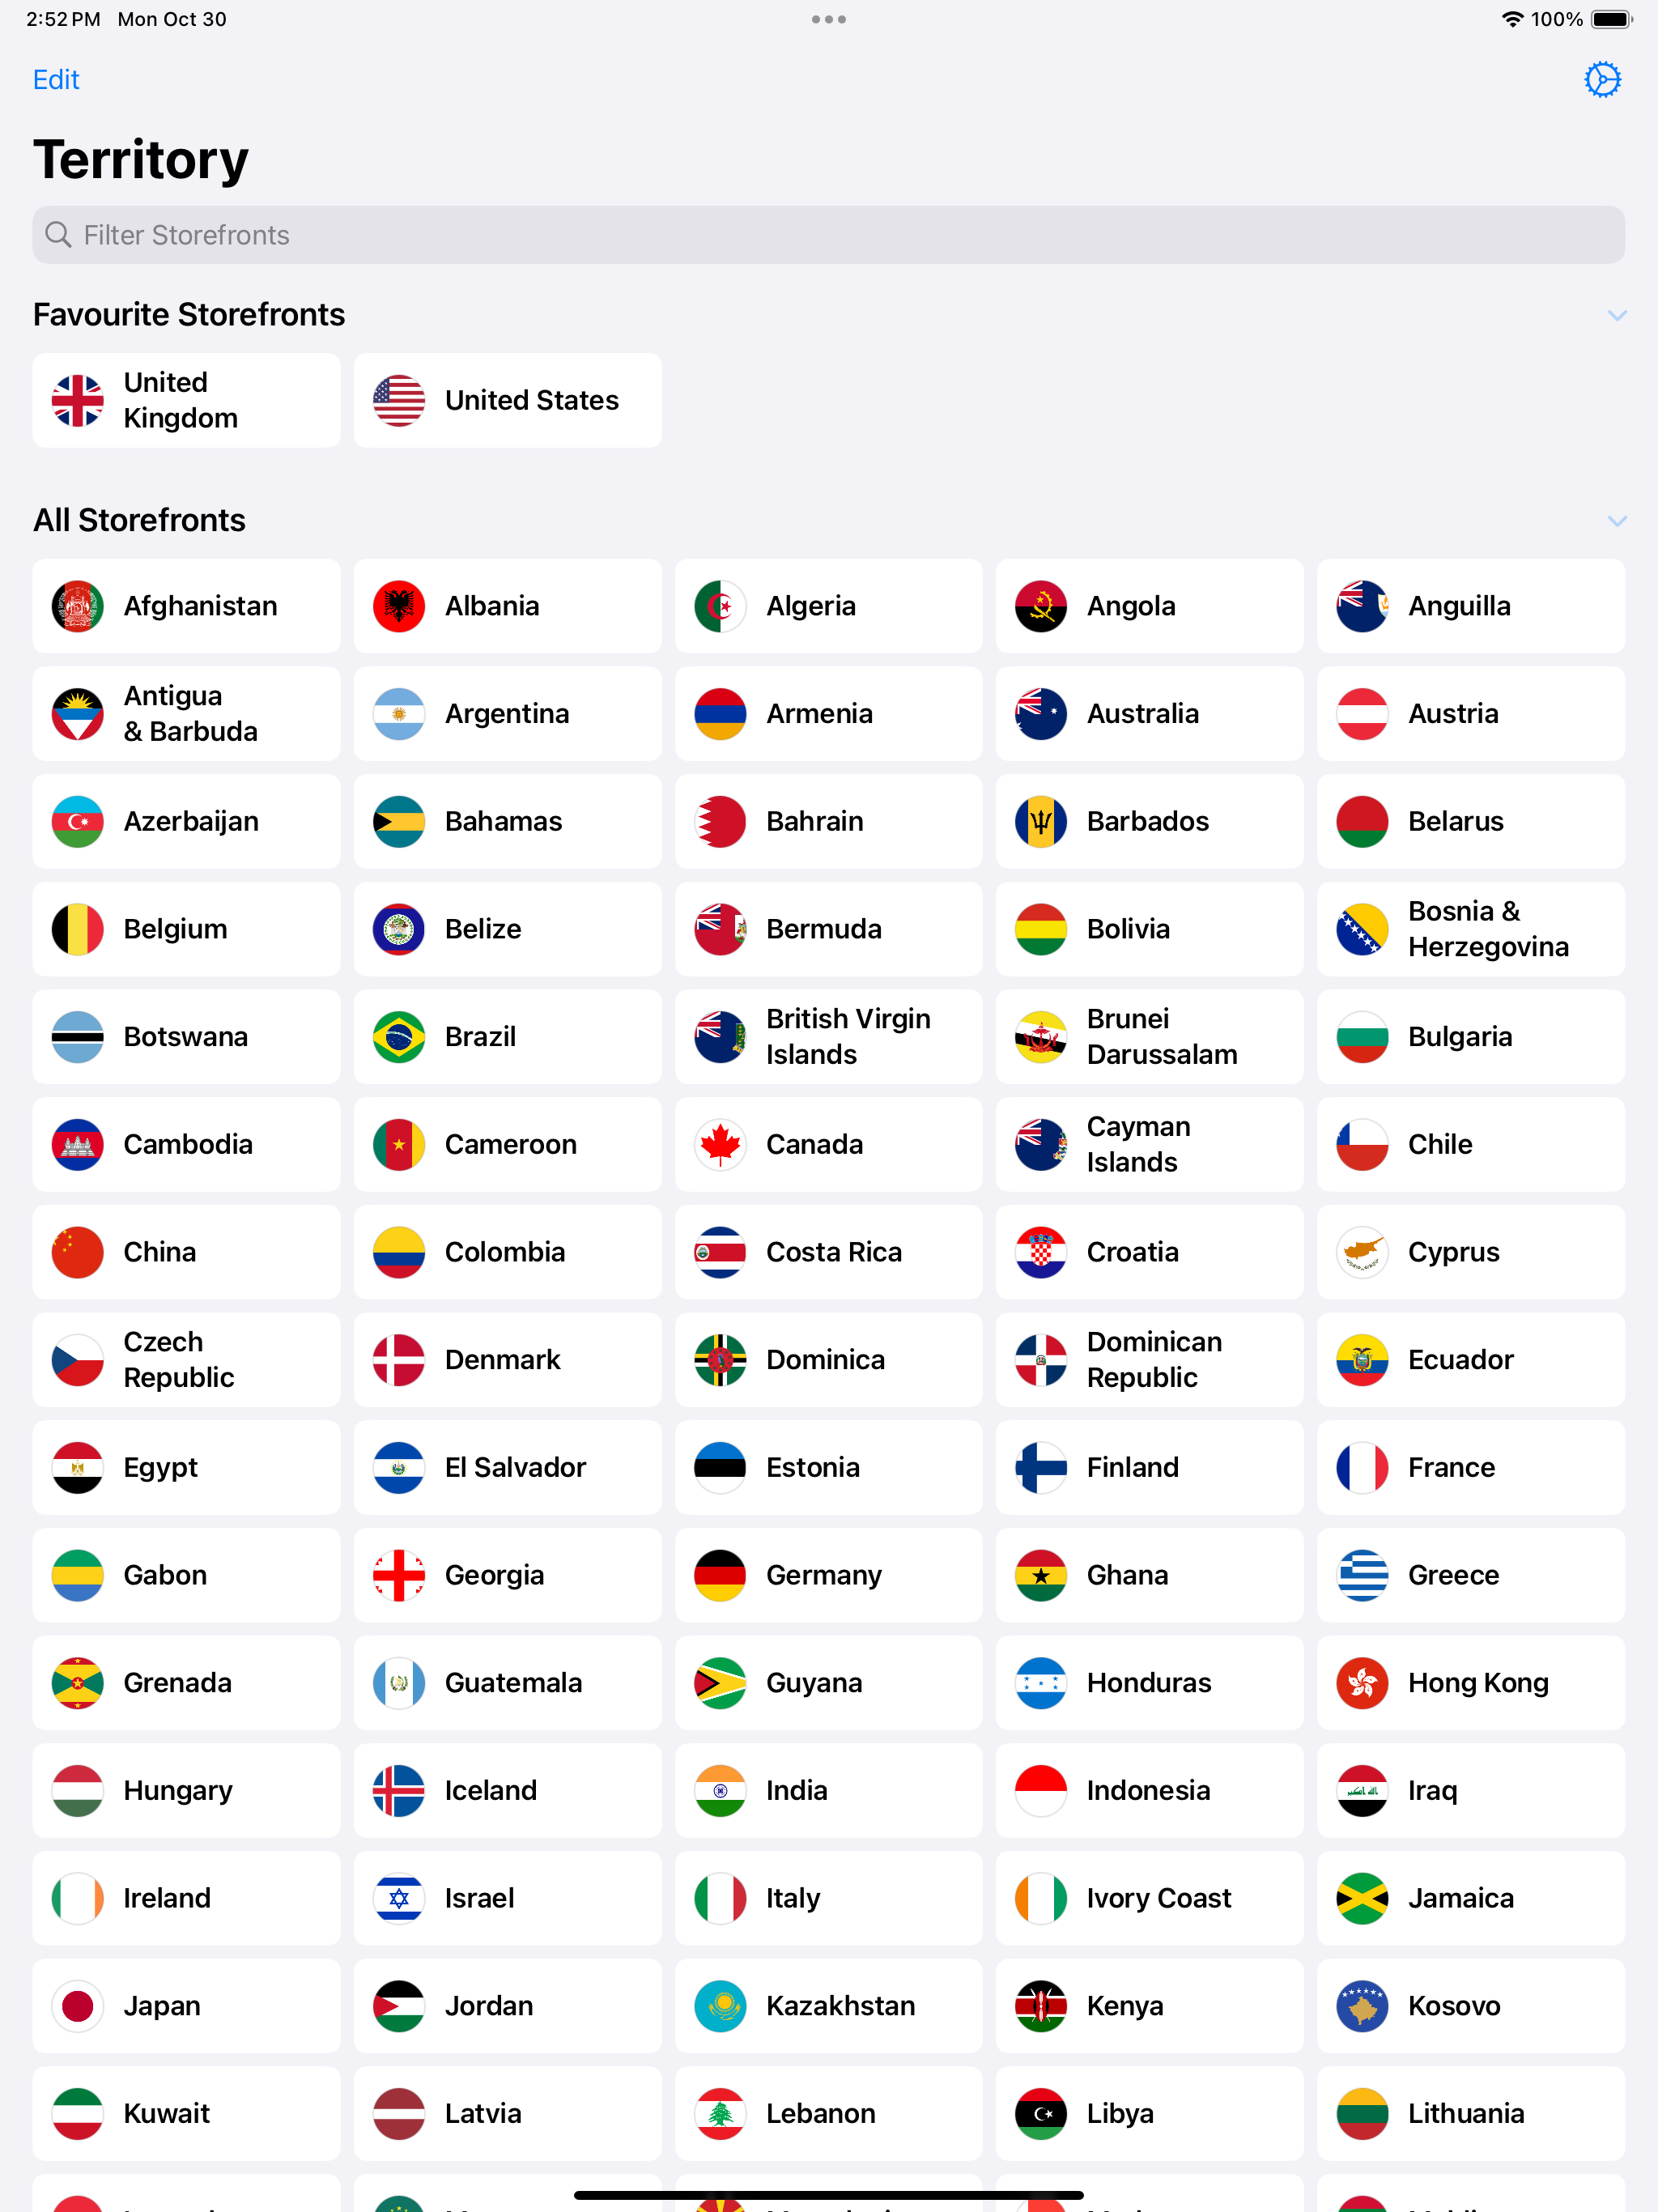 2:52 PM Mon Oct 30
100%
Edit
Territory
Filter Storefronts
Favourite Storefronts
United
Kingdom
United States
All Storefronts
Afghanistan
Albania
Algeria
Angola
Anguilla
Antigua
& Barbuda
Argentina
Armenia
Australia
Austria
Azerbaijan
Bahamas
Bahrain
Barbados
Belarus
Belgium
Belize
Bermuda
Bolivia
Bosnia &
Herzegovina
Botswana
Brazil
British Virgin
Islands
Brunei
Darussalam
Bulgaria
Cambodia
Cameroon
Canada
Cayman
Islands
Chile
China
Colombia
Costa Rica
Croatia
Cyprus
Czech
Republic
Denmark
Dominica
Dominican
Republic
Ecuador
Egypt
El Salvador
Estonia
Finland
France
Gabon
Georgia
Germany
Ghana
Greece
Grenada
Guatemala
Guyana
Honduras
Hong Kong
Hungary
Iceland
India
Indonesia
Iraq
Ireland
Israel
Italy
Ivory Coast
Jamaica
Japan
Jordan
Kazakhstan
Kenya
Kosovo
Kuwait
Latvia
Lebanon
Libya
Lithuania